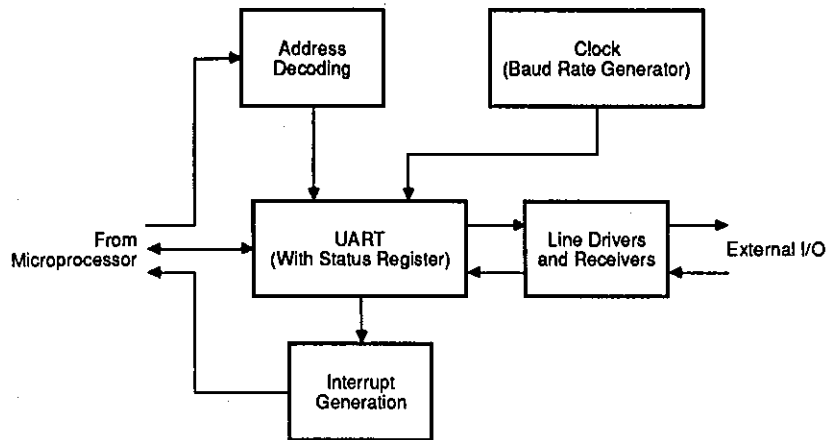 Address
Decoding
Clock
(Baud Rate Generator)
From
Microprocessor
UART
(With Status Register)
Line Drivers
and Receivers
External I/O
Interrupt
Generation